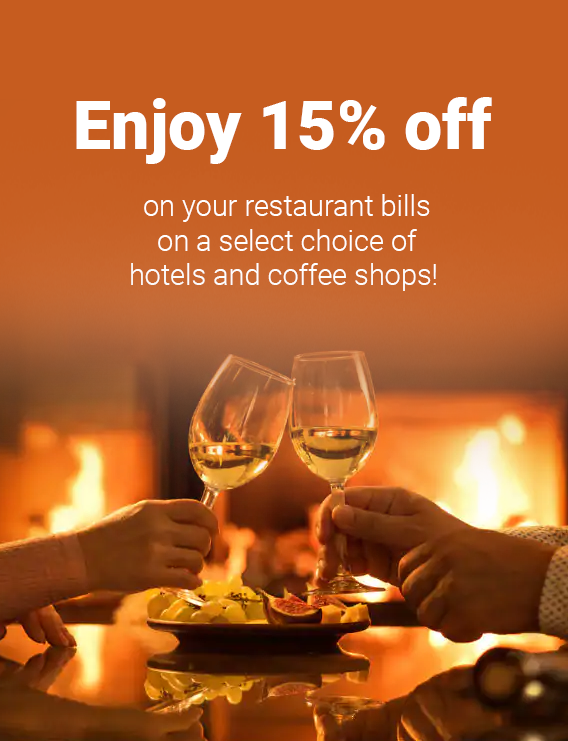 Enjoy 15% off
on your restaurant bills
on a select choice of
hotels and coffee shops!